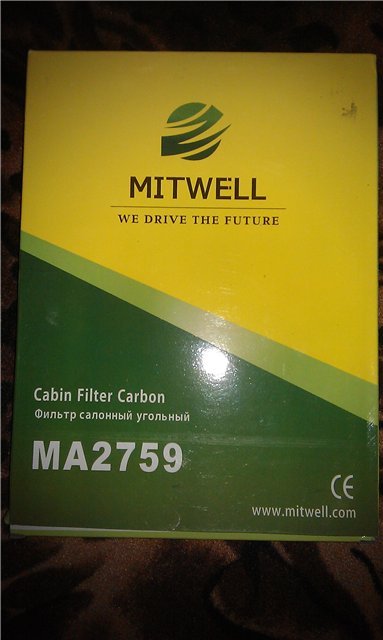 MITWELL
WE DRIVE THE FUTURE
Cabin Filter Carbon
Фильтр салонный угольный
MA2759
CE
www.mitwell.com